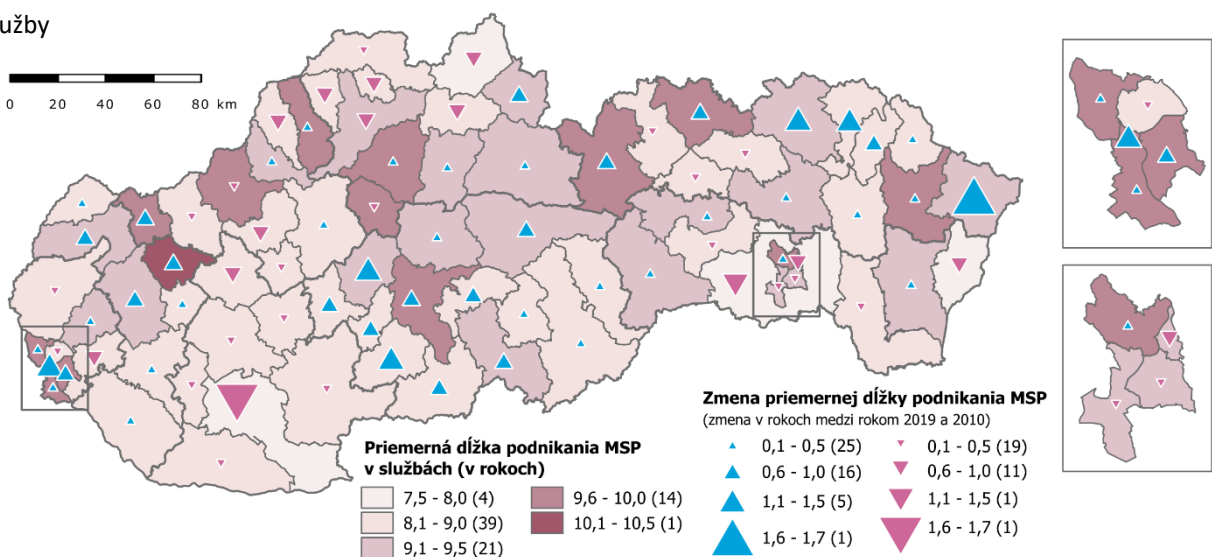 užby
0 20 40 60 80 km
Priemerná dĺžka podnikania MSP
v službách (v rokoch)
7,5 - 8,0 (4)
8,1 - 9,0 (39)
9,1 - 9,5 (21)
9,6 - 10,0 (14)
10,1 - 10,5 (1)
Zmena priemernej dĺžky podnikania MSP
(zmena v rokoch medzi rokom 2019 a 2010)
0,1 - 0,5 (25)
0,6 - 1,0 (16)
1,1 - 1,5 (5)
1,6 - 1,7 (1)
0,1 - 0,5 (19)
0,6 - 1,0 (11)
1,1 - 1,5 (1)
1,6 - 1,7 (1)